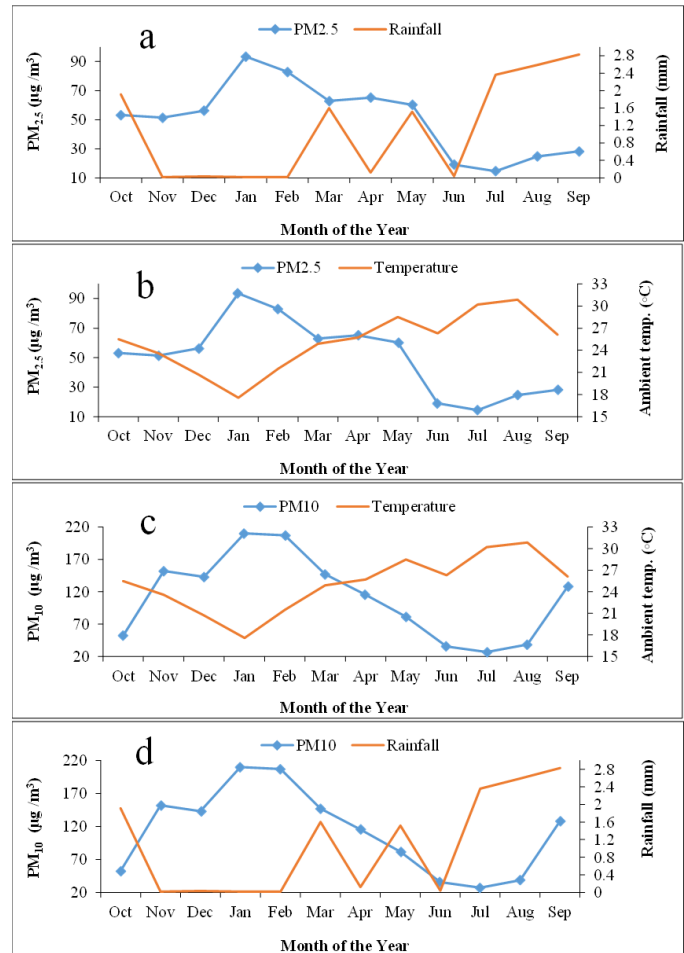 a
PM2.5 Rainfall
PM2.5 (µg /m³)
90
70
50
30
10
2.8
2.4
2
1.6
1.2
0.8
0.4
0
Rainfall (mm)
Oct Nov Dec Jan Feb Mar Apr May Jun Jul Aug Sep
Month of the Year
b
PM2.5 Temperature
PM2.5 (µg /m³)
90
70
50
30
10
33
30
27
24
21
18
15
Ambient temp. (◦C)
Oct Nov Dec Jan Feb Mar Apr May Jun Jul Aug Sep
Month of the Year
c
PM10 Temperature
PM10 (µg /m³)
220
170
120
70
20
33
30
27
24
21
18
15
Ambient temp. (◦C)
Oct Nov Dec Jan Feb Mar Apr May Jun Jul Aug Sep
Month of the Year
d
PM10 Rainfall
PM10 (µg /m³)
220
170
120
70
20
2.8
2.4
2
1.6
1.2
0.8
0.4
0
Rainfall (mm)
Oct Nov Dec Jan Feb Mar Apr May Jun Jul Aug Sep
Month of the Year